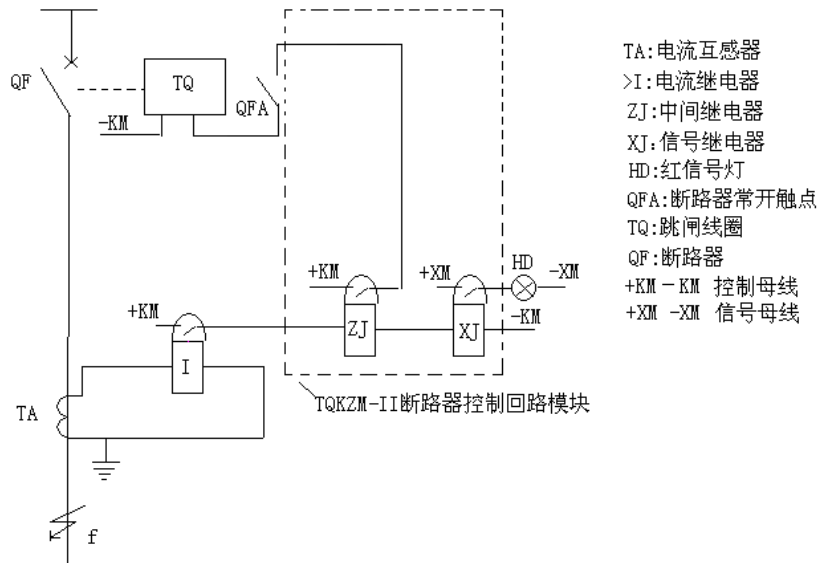 QF
TQ
QFA
-KM
+KM
+XM
HD
-XM
+KM
ZJ
XJ
-KM
I
TA
TQKZM-II断路器控制回路模块
f
TA:电流互感器
>I:电流继电器
ZJ:中间继电器
XJ:信号继电器
HD:红信号灯
QFA:断路器常开触点
TQ:跳闸线圈
QF:断路器
+KM－KM 控制母线
+XM -XM 信号母线